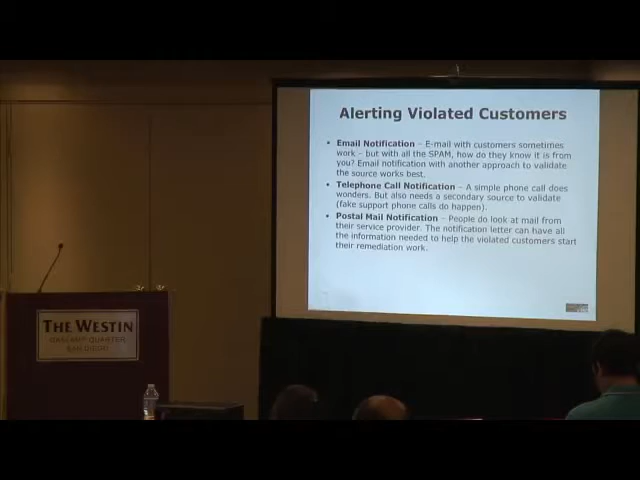 Alerting Violated Customers
• Email Notification – E-mail with customers sometimes
work – but with all the SPAM, how do they know it is from
you? Email notification with another approach to validate
the source works best.
• Telephone Call Notification – A simple phone call does
wonders. But also needs a secondary source to validate
(fake support phone calls do happen).
• Postal Mail Notification – People do look at mail from
their service provider. The notification letter can have all
the information needed to help the violated customers start
their remediation work.
THE WESTIN
GASLAMP QUARTER
SAN DIEGO